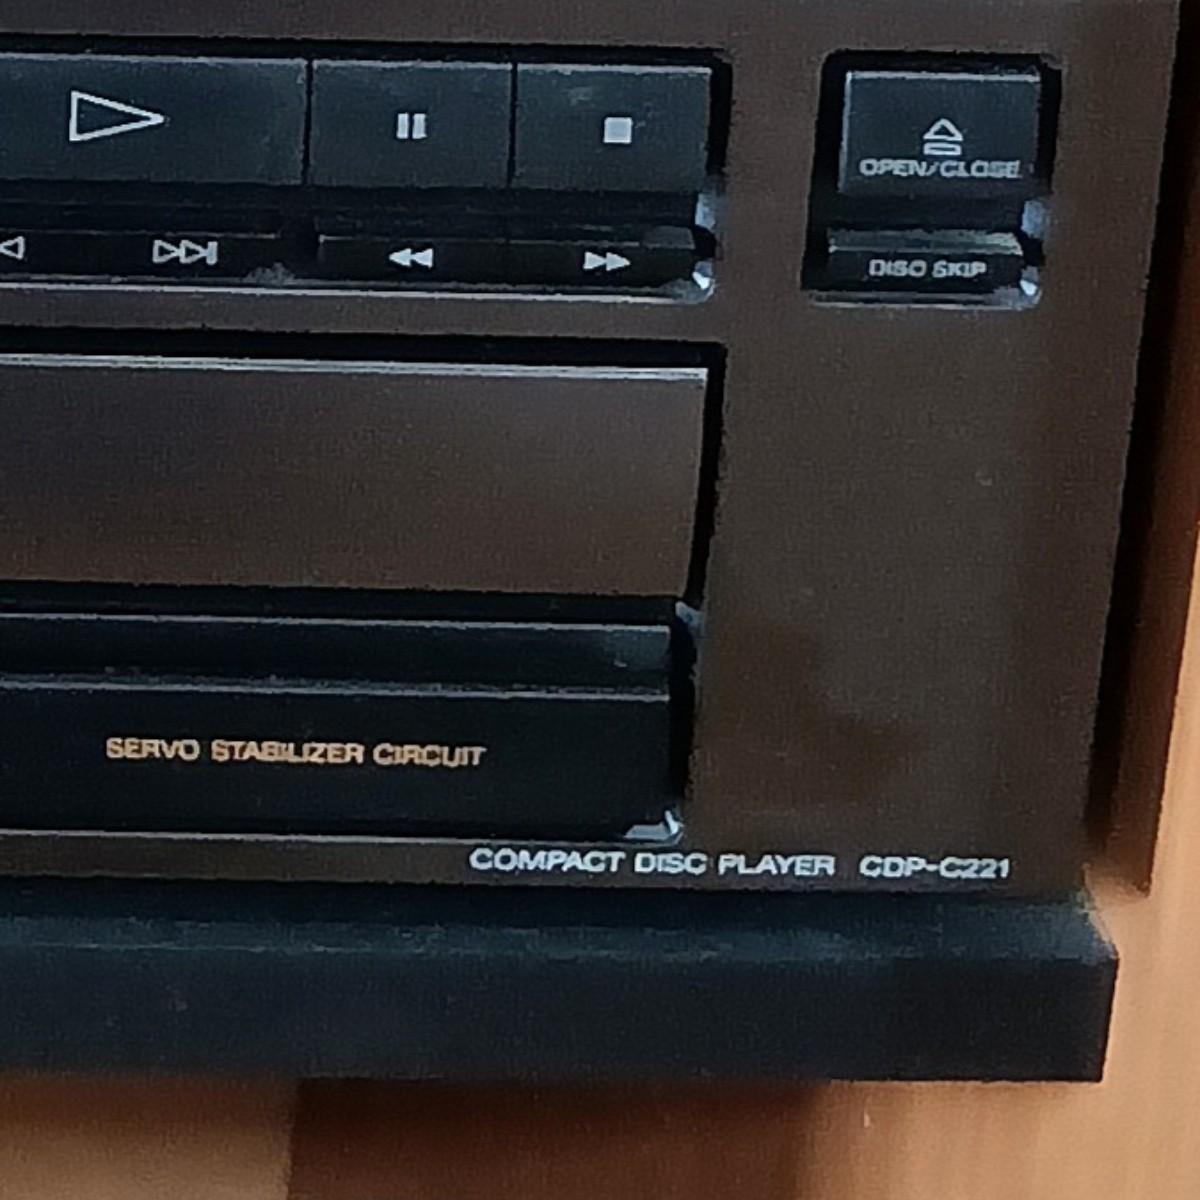 OPEN/CLOSE
DISC SKIP
SERVO STABILIZER CIRCUIT
COMPACT DISC PLAYER CDP-C221